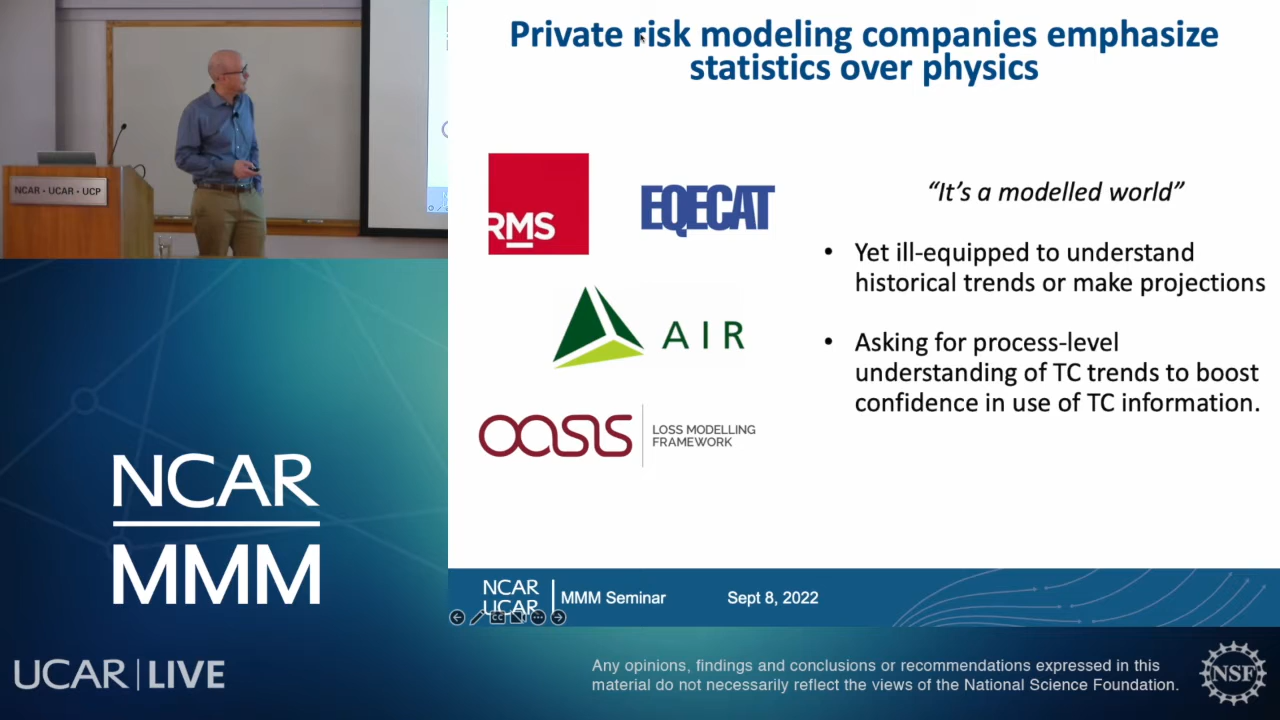 NCAR • UCAR • UCP
Private risk modeling companies emphasize
statistics over physics
RMS
EQECAT
AIR
OASIS
LOSS MODELLING
FRAMEWORK
“It’s a modelled world”
• Yet ill-equipped to understand
historical trends or make projections
• Asking for process-level
understanding of TC trends to boost
confidence in use of TC information.
NCAR
UCAR
MMM Seminar
Sept 8, 2022
CC
NCAR
MMM
UCAR | LIVE
Any opinions, findings and conclusions or recommendations expressed in this
material do not necessarily reflect the views of the National Science Foundation.
NSF